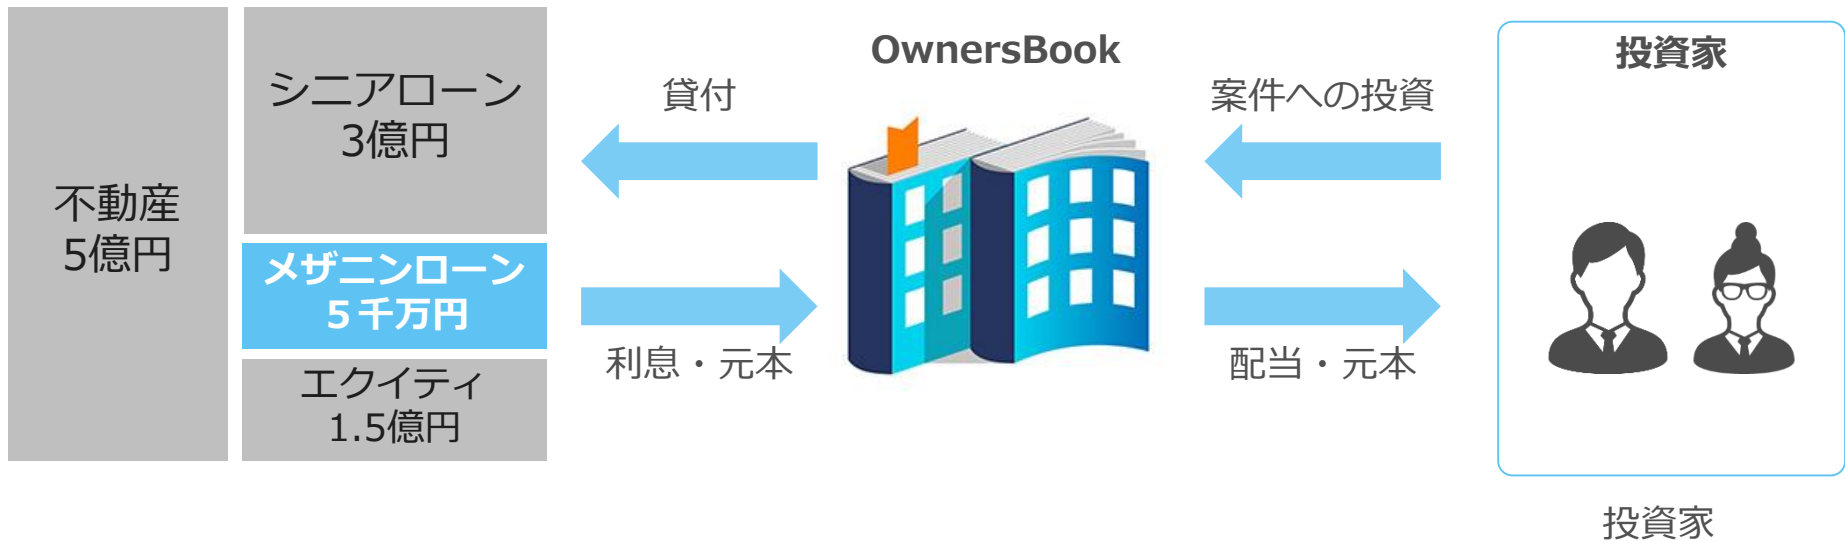 不動産
5億円
シニアローン
3億円
メザニンローン
５千万円
エクイティ
1.5億円
貸付
利息・元本
OwnersBook
案件への投資
配当・元本
投資家
投資家